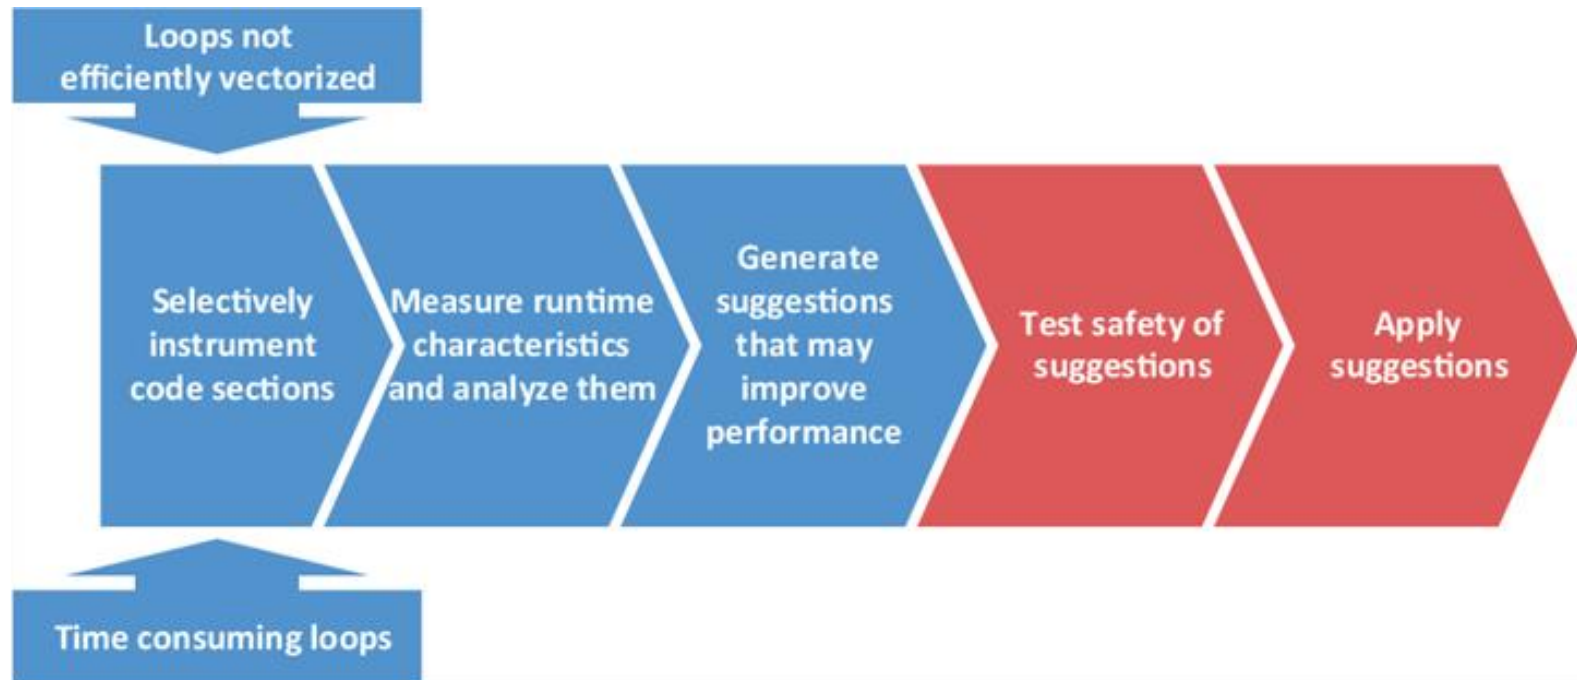 Loops not
efficiently vectorized
Selectively
instrument
code sections
Measure runtime
characteristics
and analyze them
Generate
suggestions
that may
improve
performance
Test safety of
suggestions
Apply
suggestions
Time consuming loops